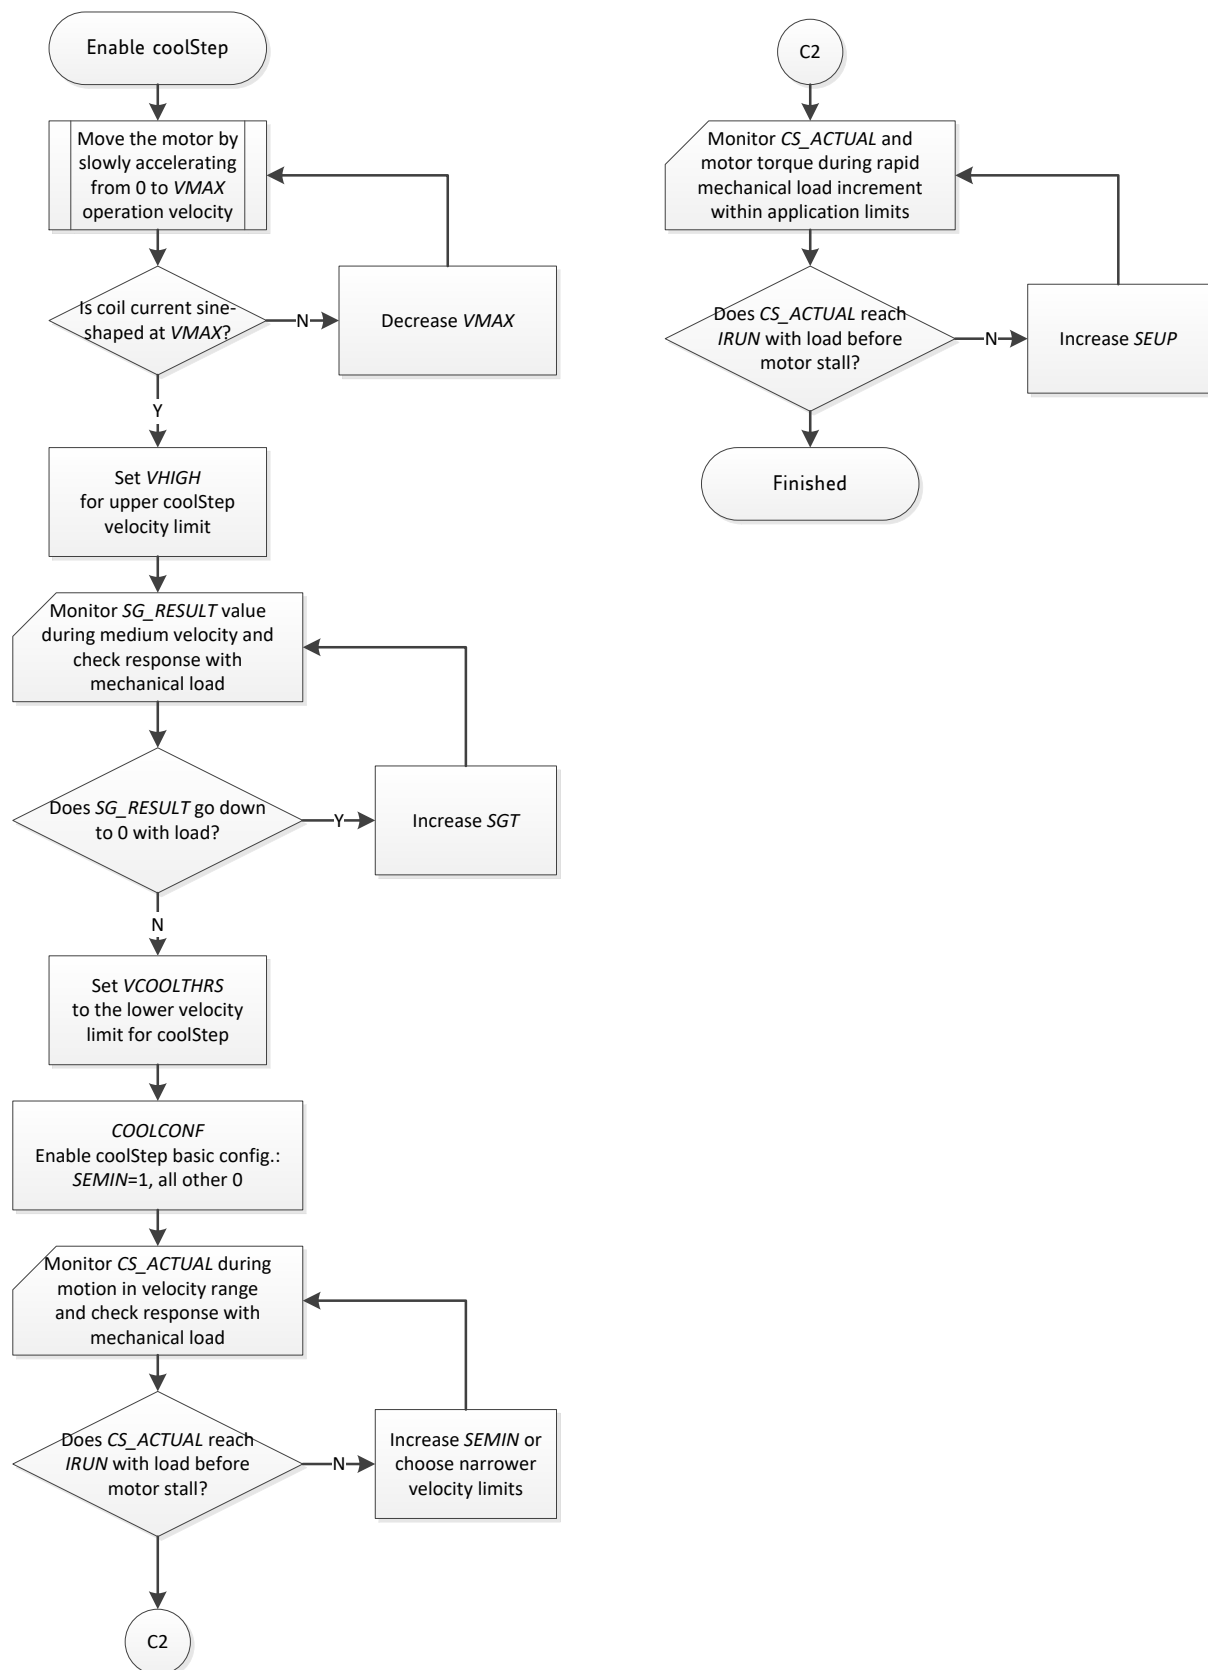 Enable coolStep
Move the motor by
slowly accelerating
from 0 to VMAX
operation velocity
Is coil current sine-
shaped at VMAX?
N
Decrease VMAX
Y
Set VHIGH
for upper coolStep
velocity limit
Monitor SG_RESULT value
during medium velocity and
check response with
mechanical load
Does SG_RESULT go down
to 0 with load?
Y
Increase SGT
N
Set VCOOLTHRS
to the lower velocity
limit for coolStep
COOLCONF
Enable coolStep basic config.:
SEMIN=1, all other 0
Monitor CS_ACTUAL during
motion in velocity range
and check response with
mechanical load
Does CS_ACTUAL reach
IRUN with load before
motor stall?
N
Increase SEMIN or
choose narrower
velocity limits
C2
C2
Monitor CS_ACTUAL and
motor torque during rapid
mechanical load increment
within application limits
Does CS_ACTUAL reach
IRUN with load before
motor stall?
N
Increase SEUP
Finished